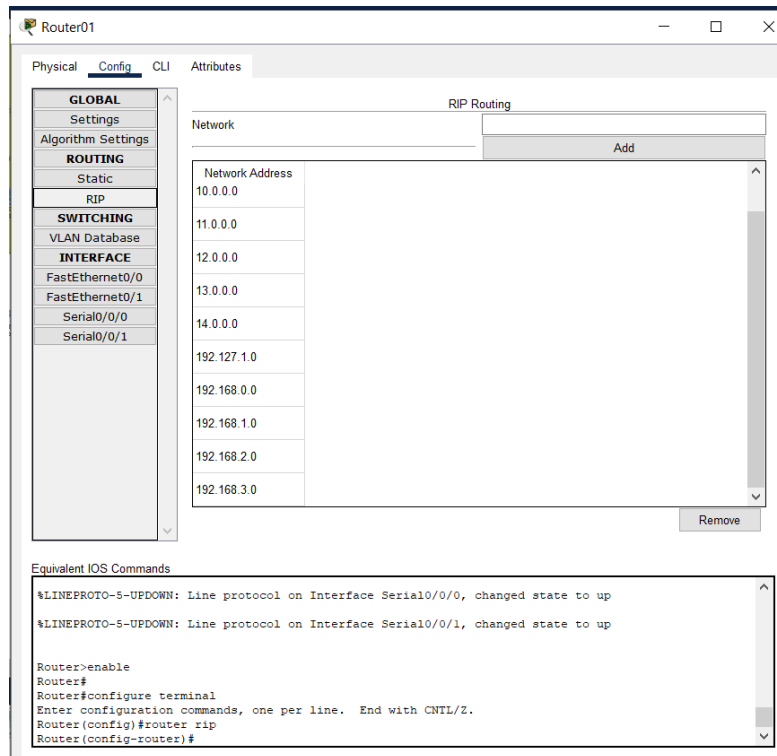 Router01
Physical Config CLI Attributes
GLOBAL
Settings
Algorithm Settings
ROUTING
Static
RIP
SWITCHING
VLAN Database
INTERFACE
FastEthernet0/0
FastEthernet0/1
Serial0/0/0
Serial0/0/1
RIP Routing
Network
Add
Network Address
10.0.0.0
11.0.0.0
12.0.0.0
13.0.0.0
14.0.0.0
192.127.1.0
192.168.0.0
192.168.1.0
192.168.2.0
192.168.3.0
Remove
Equivalent IOS Commands
%LINEPROTO-5-UPDOWN: Line protocol on Interface Serial0/0/0, changed state to up
%LINEPROTO-5-UPDOWN: Line protocol on Interface Serial0/0/1, changed state to up
Router>enable
Router#
Router#configure terminal
Enter configuration commands, one per line. End with CNTL/Z.
Router(config)#router rip
Router(config-router)#